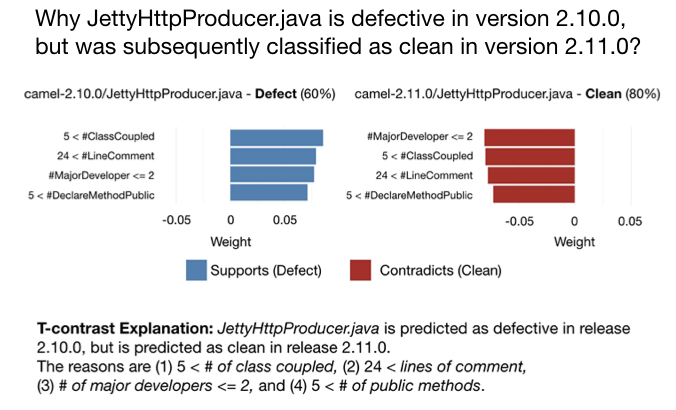 Why JettyHttpProducer.java is defective in version 2.10.0,
but was subsequently classified as clean in version 2.11.0?
camel-2.10.0/JettyHttpProducer.java - Defect (60%)
camel-2.11.0/JettyHttpProducer.java - Clean (80%)
5 < #ClassCoupled
24 < #LineComment
#MajorDeveloper <= 2
5 < #DeclareMethodPublic
-0.05 0 0.05
Weight
#MajorDeveloper <= 2
5 < #ClassCoupled
24 < #LineComment
5 < #DeclareMethodPublic
-0.05 0 0.05
Weight
Supports (Defect)
Contradicts (Clean)
T-contrast Explanation: JettyHttpProducer.java is predicted as defective in release
2.10.0, but is predicted as clean in release 2.11.0.
The reasons are (1) 5 < # of class coupled, (2) 24 < lines of comment,
(3) # of major developers <= 2, and (4) 5 < # of public methods.